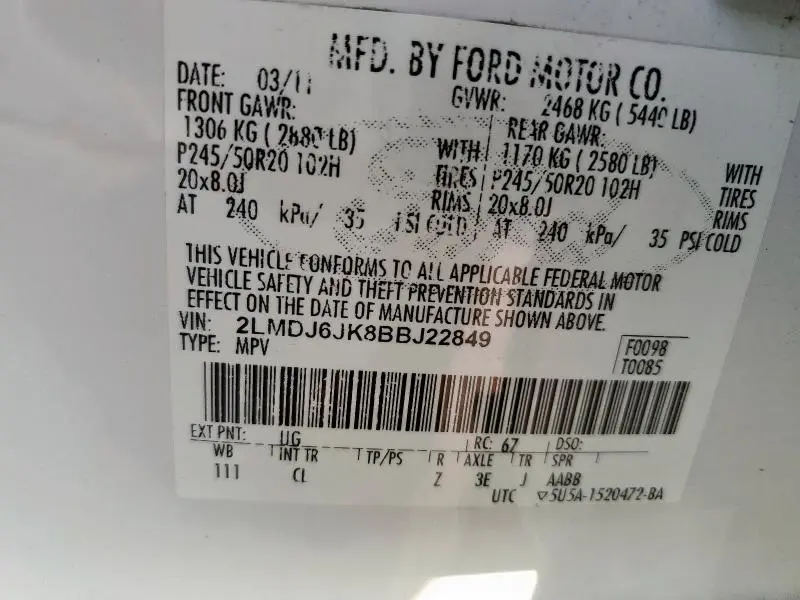 MFD. BY FORD MOTOR CO.
DATE: 03/11 GVWR: 2468 KG ( 5440 LB)
FRONT GAWR: REAR GAWR:
1306 KG ( 2880 LB) WITH 1170 KG ( 2580 LB) WITH
P245/50R20 102H TIRES P245/50R20 102H TIRES
20x8.0J RIMS 20x8.0J RIMS
AT 240 kPa/ 35 PSI COLD AT 240 kPa/ 35 PSI COLD
THIS VEHICLE CONFORMS TO ALL APPLICABLE FEDERAL MOTOR
VEHICLE SAFETY AND THEFT PREVENTION STANDARDS IN
EFFECT ON THE DATE OF MANUFACTURE SHOWN ABOVE.
VIN: 2LMDJ6JK8BBJ22849
TYPE: MPV
F0098
T0085
EXT PNT: UG RC: 67 DSO:
WB INT TR TP/PS R AXLE TR SPR
111 CL Z 3E J AABB
UTC ▽5U5A-1520472-BA